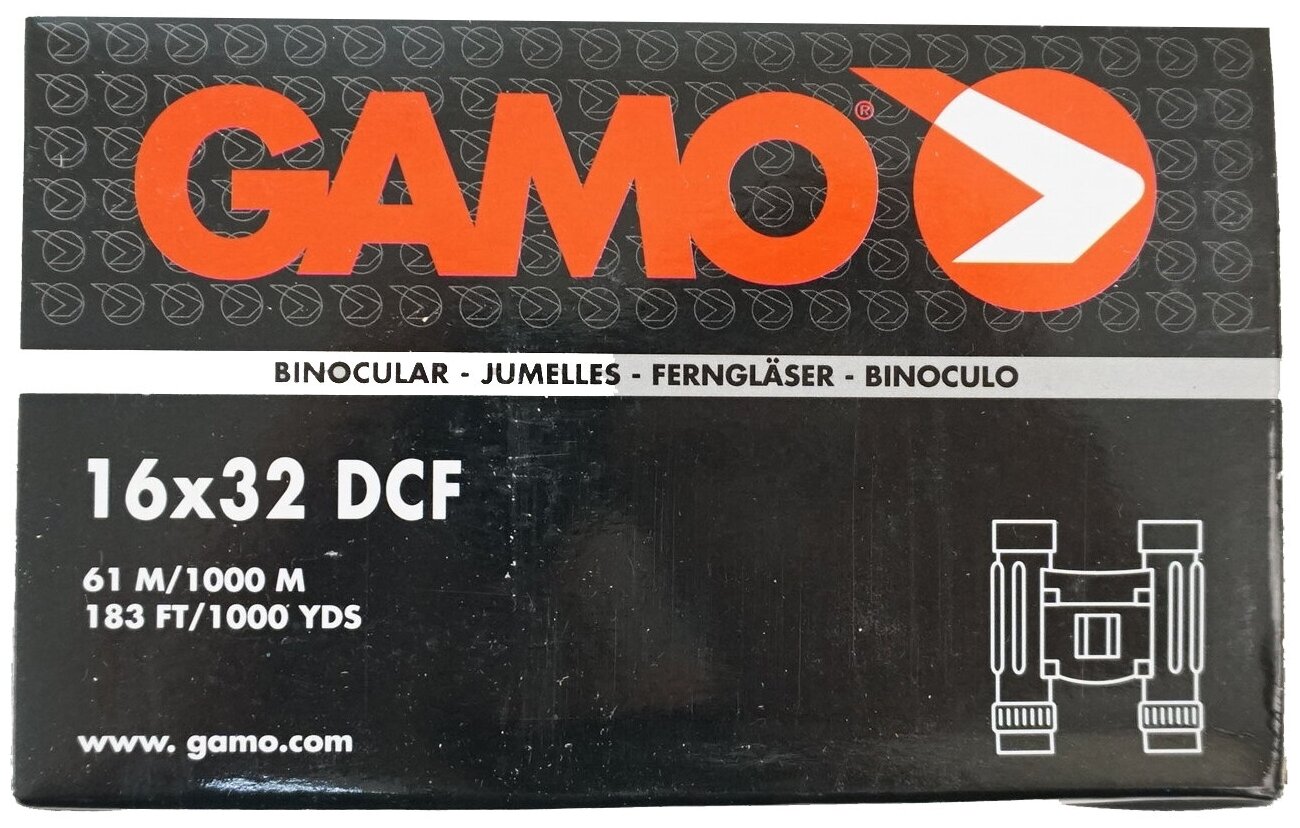 GAMO®
BINOCULAR - JUMELLES - FERNGLÄSER - BINOCULO
16x32 DCF
61 M/1000 M
183 FT/1000 YDS
www. gamo.com